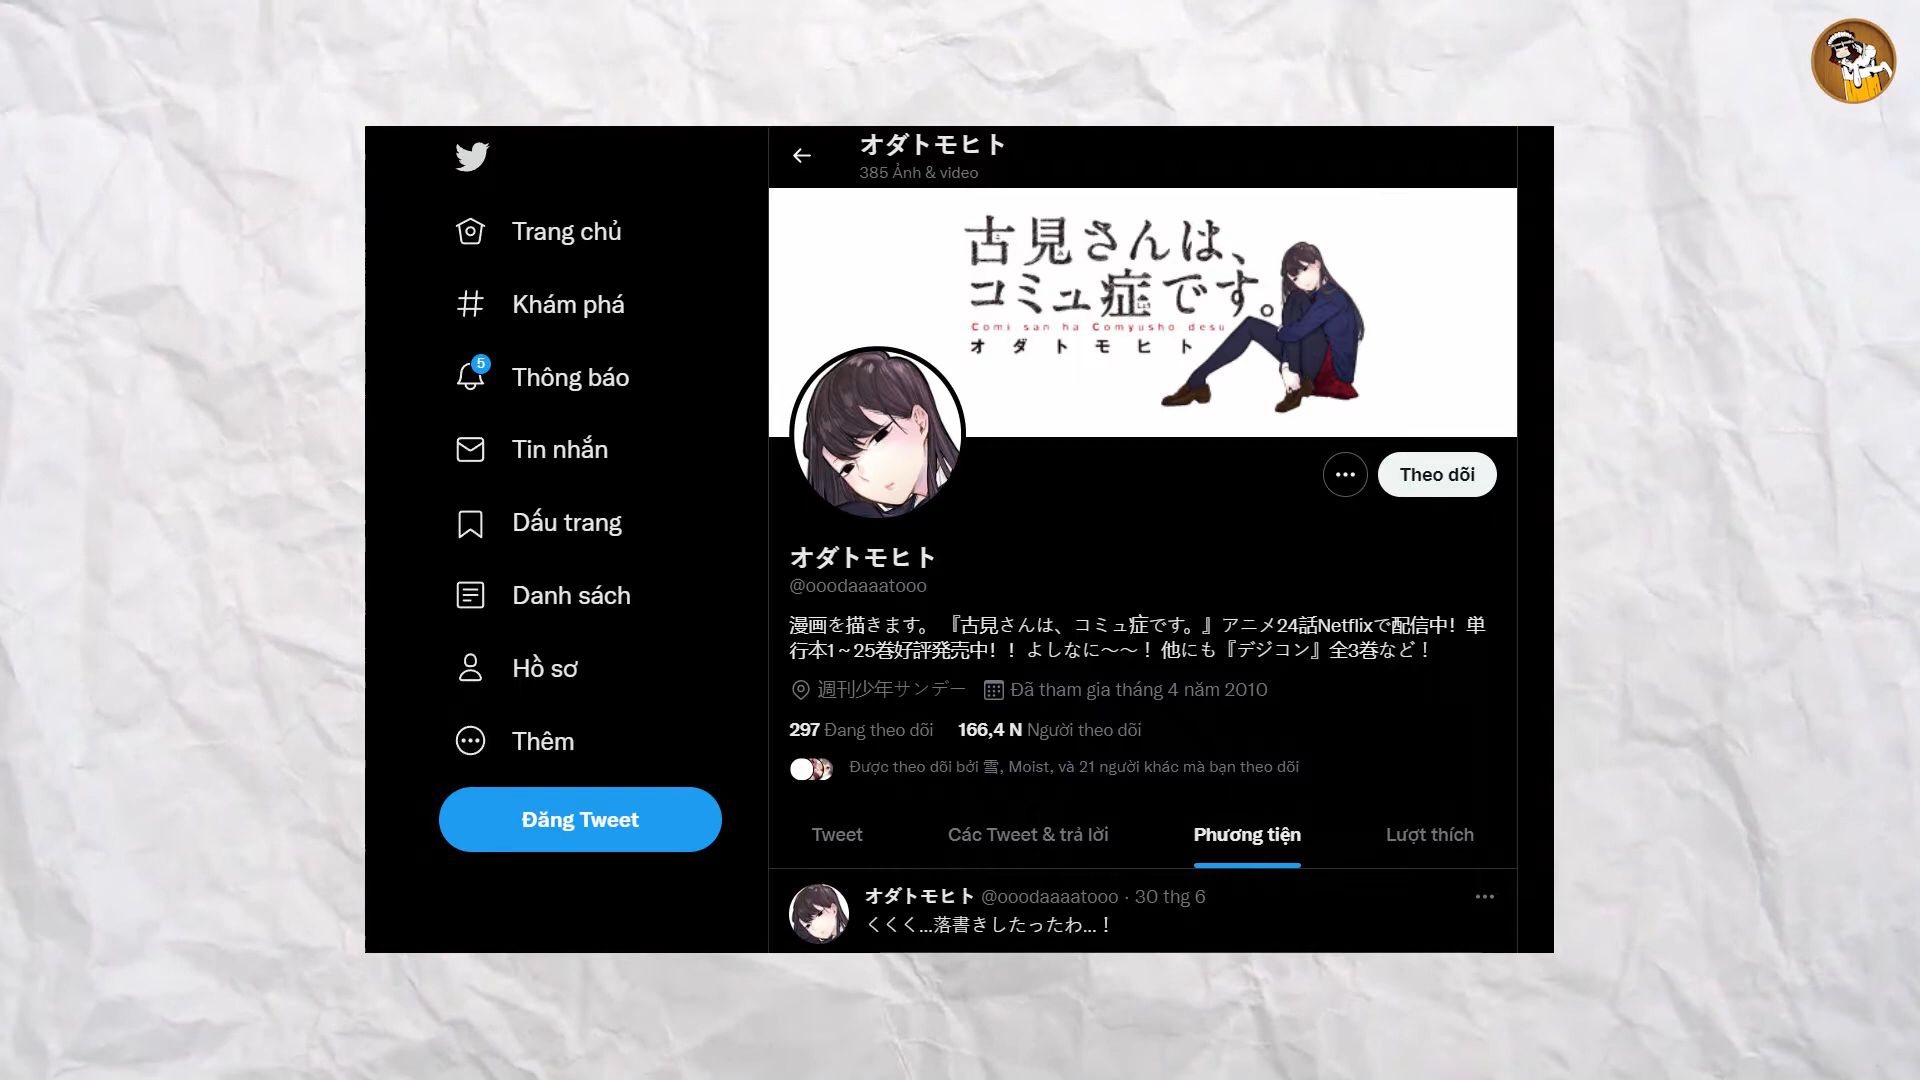 オダトモヒト
385 Ảnh & video
Trang chủ
Khám phá
5
Thông báo
Tin nhắn
Dấu trang
Danh sách
Hồ sơ
Thêm
Đăng Tweet
古見さんは、
コミュ症です。
Comi san ha Comyusho desu
オダトモヒト
Theo dõi
オダトモヒト
@ooodaaaatooo
漫画を描きます。『古見さんは、コミュ症です。』アニメ24話Netflixで配信中！単
行本1～25巻好評発売中！！よしなに〜〜！他にも『デジコン』全3巻など！
週刊少年サンデー Đã tham gia tháng 4 năm 2010
297 Đang theo dõi 166,4 N Người theo dõi
Được theo dõi bởi 雪, Moist, và 21 người khác mà bạn theo dõi
Tweet Các Tweet & trả lời Phương tiện Lượt thích
オダトモヒト @ooodaaaatooo · 30 thg 6
くくく...落書きしたったわ...！